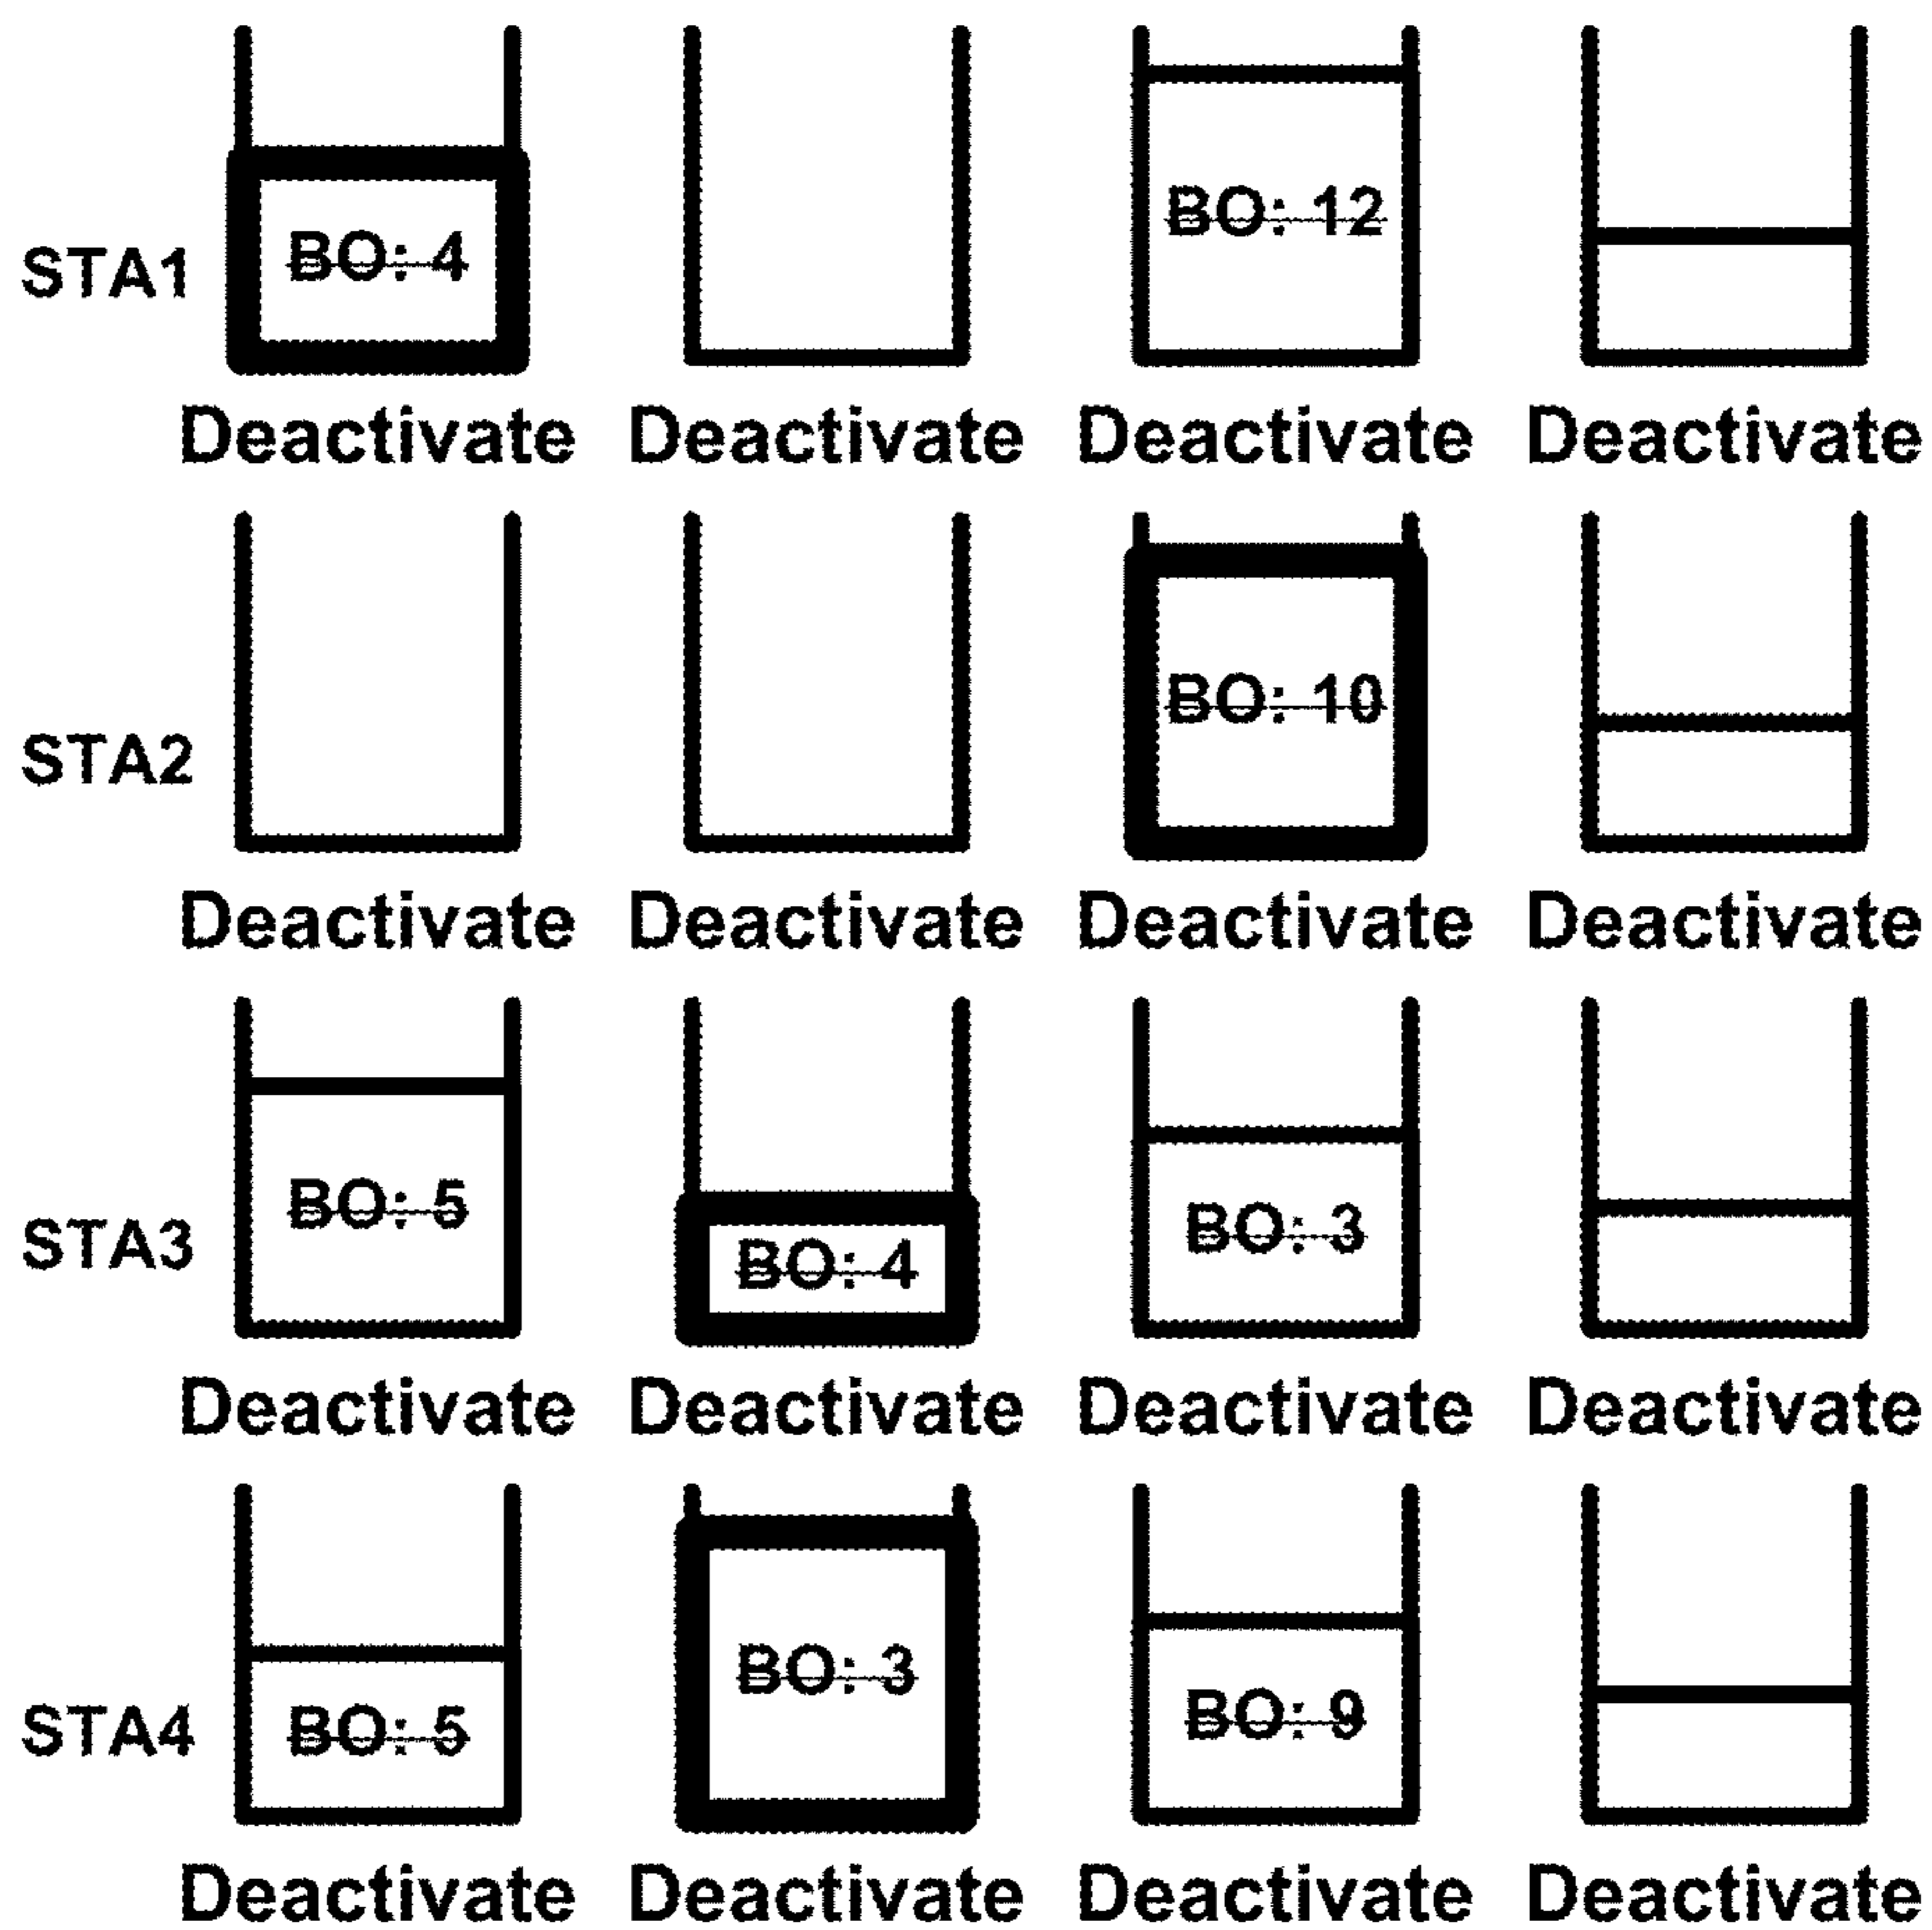 BO: 4
BO: 12
STA1
Deactivate Deactivate Deactivate Deactivate
BO: 10
STA2
Deactivate Deactivate Deactivate Deactivate
BO: 5
BO: 4
BO: 3
STA3
Deactivate Deactivate Deactivate Deactivate
BO: 5
BO: 3
BO: 9
STA4
Deactivate Deactivate Deactivate Deactivate